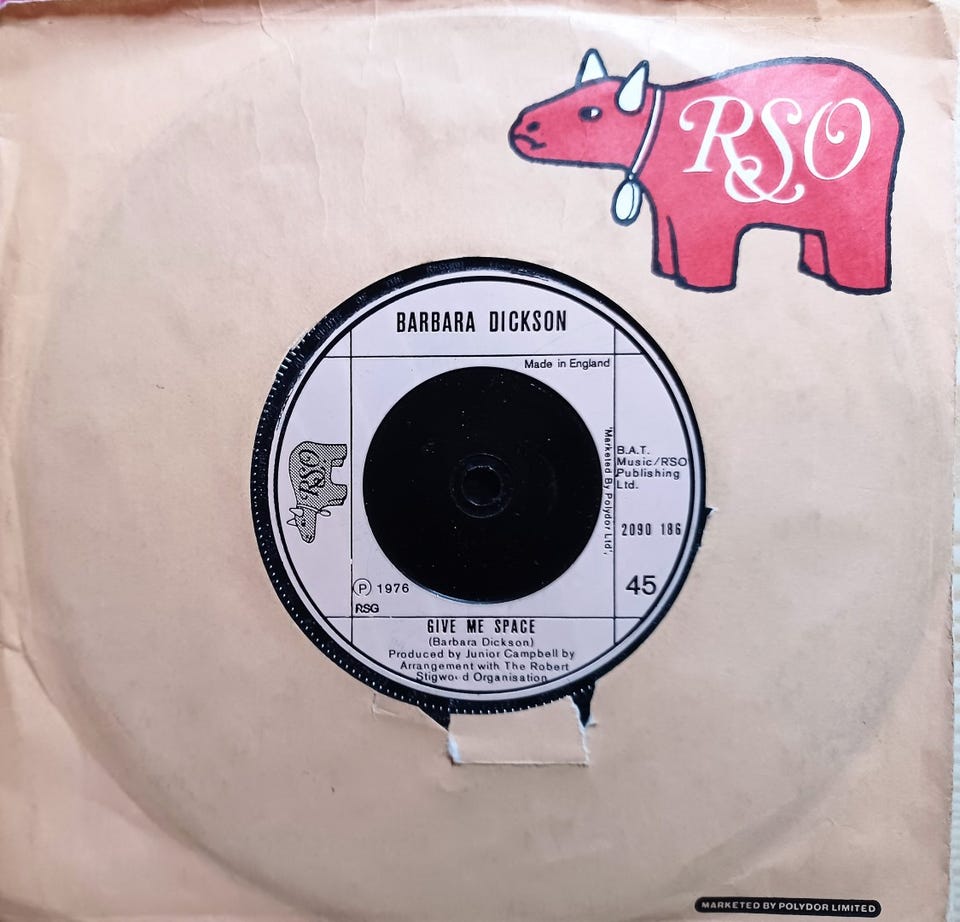 RSO
BARBARA DICKSON
Made in England
RSO
'Marketed By Polydor Ltd',
B.A.T.
Music/RSO
Publishing
Ltd.
2090 186
45
Ⓟ 1976
RSG
GIVE ME SPACE
(Barbara Dickson)
Produced by Junior Campbell by
Arrangement with The Robert
Stigwood Organisation
MARKETED BY POLYDOR LIMITED